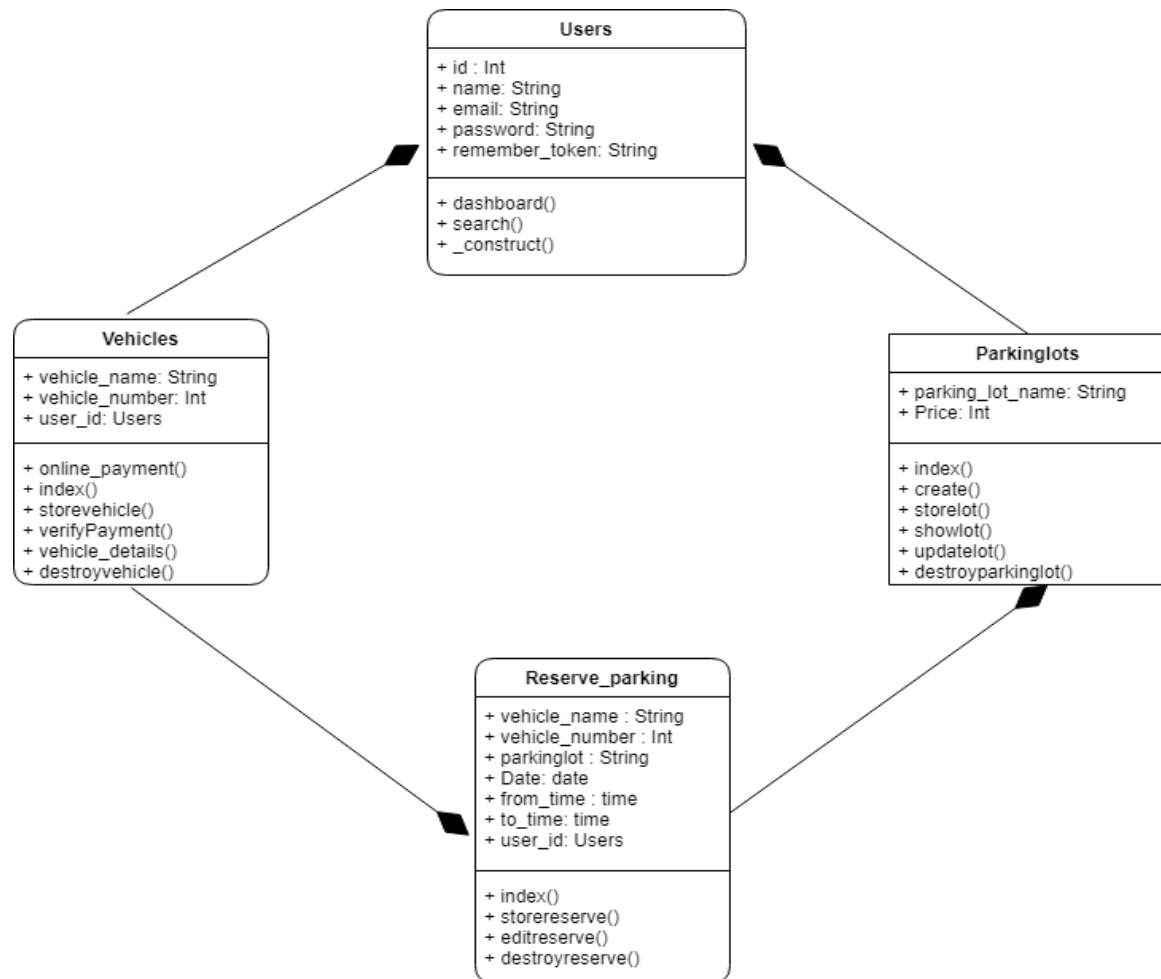 Users
+ id : Int
+ name: String
+ email: String
+ password: String
+ remember_token: String
+ dashboard()
+ search()
+ _construct()
Vehicles
+ vehicle_name: String
+ vehicle_number: Int
+ user_id: Users
+ online_payment()
+ index()
+ storevehicle()
+ verifyPayment()
+ vehicle_details()
+ destroyvehicle()
Parkinglots
+ parking_lot_name: String
+ Price: Int
+ index()
+ create()
+ storelot()
+ showlot()
+ updatelot()
+ destroyparkinglot()
Reserve_parking
+ vehicle_name : String
+ vehicle_number : Int
+ parkinglot : String
+ Date: date
+ from_time : time
+ to_time: time
+ user_id: Users
+ index()
+ storereserve()
+ editreserve()
+ destroyreserve()